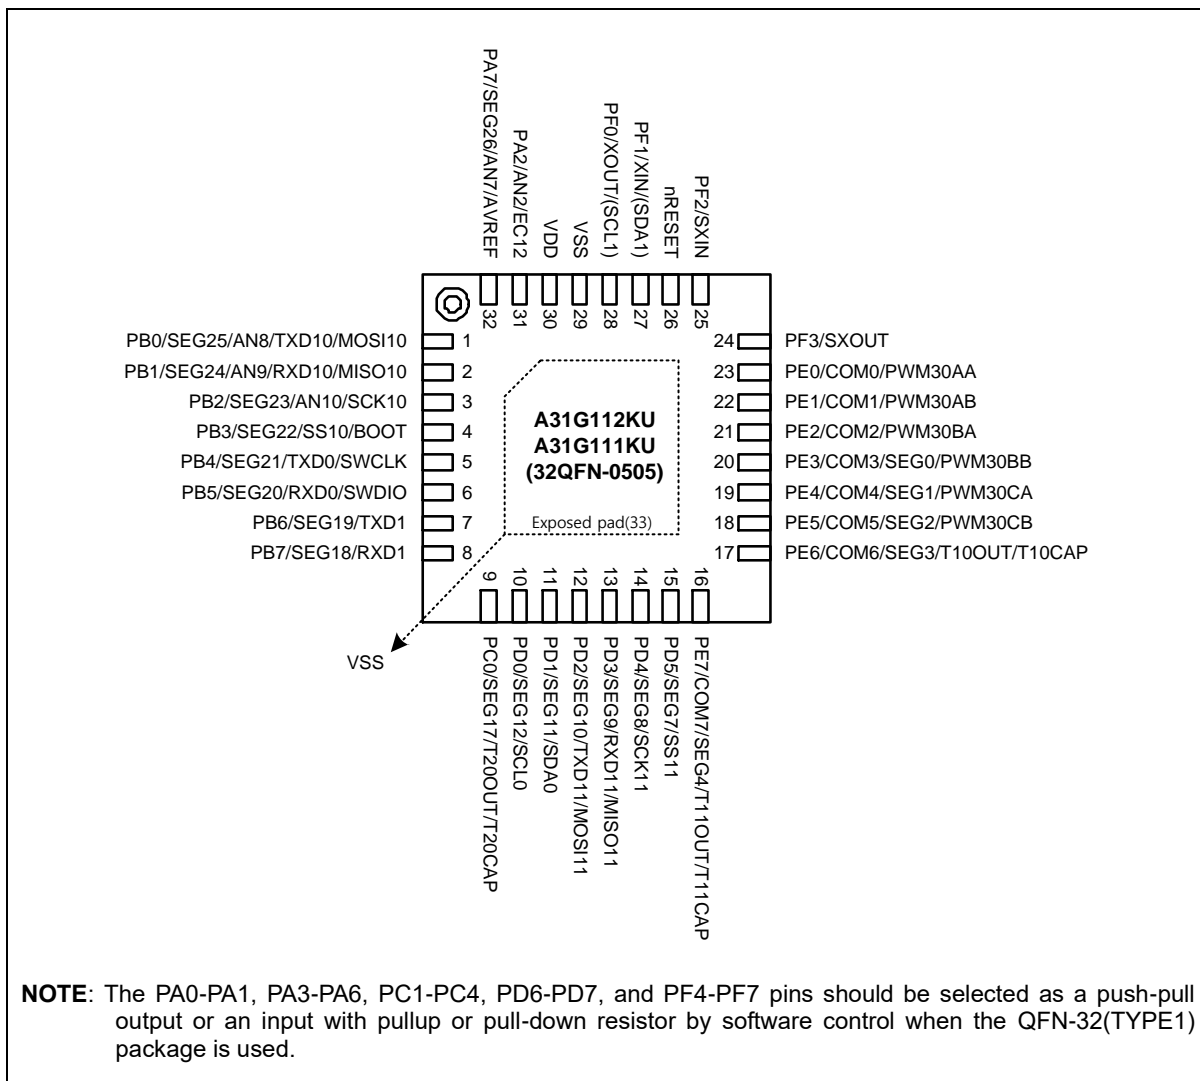 PA7/SEG26/AN7/AVREF
PA2/AN2/EC12
VDD
VSS
PF0/XOUT/(SCL1)
PF1/XIN/(SDA1)
nRESET
PF2/SXIN
32
31
30
29
28
27
26
25
PB0/SEG25/AN8/TXD10/MOSI10 1
PB1/SEG24/AN9/RXD10/MISO10 2
PB2/SEG23/AN10/SCK10 3
PB3/SEG22/SS10/BOOT 4
PB4/SEG21/TXD0/SWCLK 5
PB5/SEG20/RXD0/SWDIO 6
PB6/SEG19/TXD1 7
PB7/SEG18/RXD1 8
A31G112KU
A31G111KU
(32QFN-0505)
Exposed pad(33)
24 PF3/SXOUT
23 PE0/COM0/PWM30AA
22 PE1/COM1/PWM30AB
21 PE2/COM2/PWM30BA
20 PE3/COM3/SEG0/PWM30BB
19 PE4/COM4/SEG1/PWM30CA
18 PE5/COM5/SEG2/PWM30CB
17 PE6/COM6/SEG3/T10OUT/T10CAP
9
10
11
12
13
14
15
16
VSS
PC0/SEG17/T20OUT/T20CAP
PD0/SEG12/SCL0
PD1/SEG11/SDA0
PD2/SEG10/TXD11/MOSI11
PD3/SEG9/RXD11/MISO11
PD4/SEG8/SCK11
PD5/SEG7/SS11
PE7/COM7/SEG4/T11OUT/T11CAP
NOTE: The PA0-PA1, PA3-PA6, PC1-PC4, PD6-PD7, and PF4-PF7 pins should be selected as a push-pull
output or an input with pullup or pull-down resistor by software control when the QFN-32(TYPE1)
package is used.